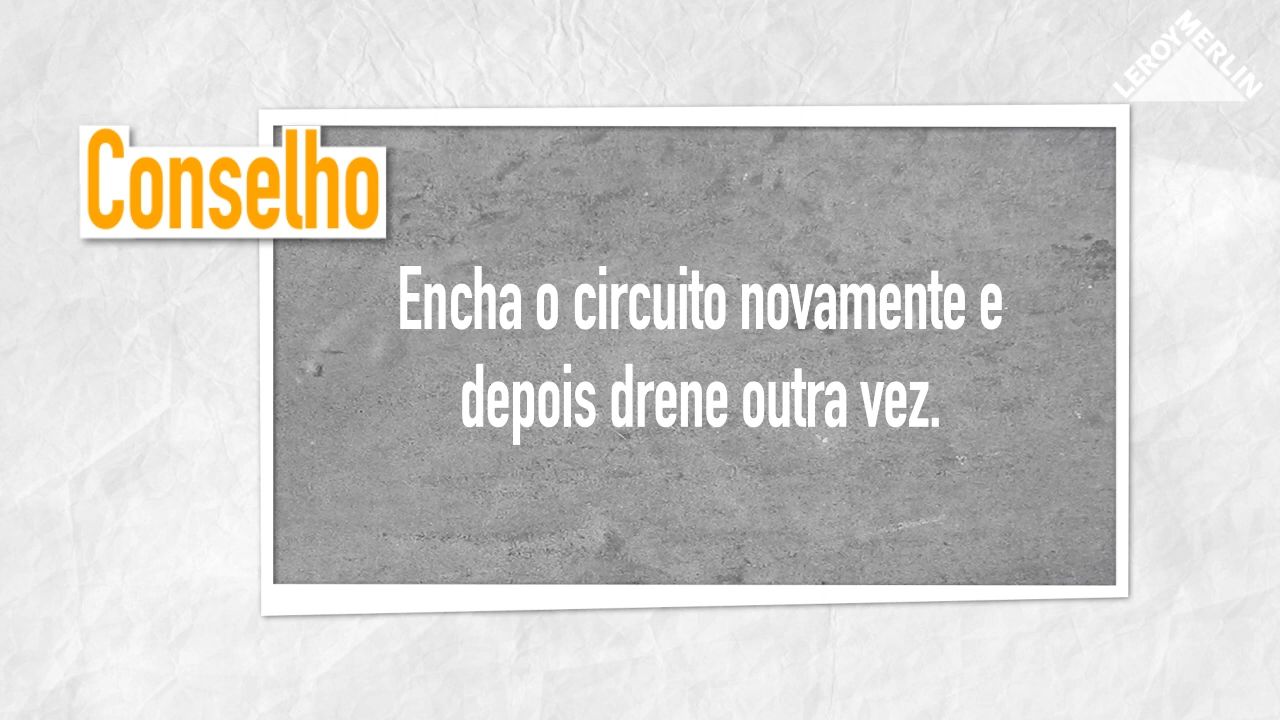 LEROY MERLIN
Conselho
Encha o circuito novamente e
depois drene outra vez.